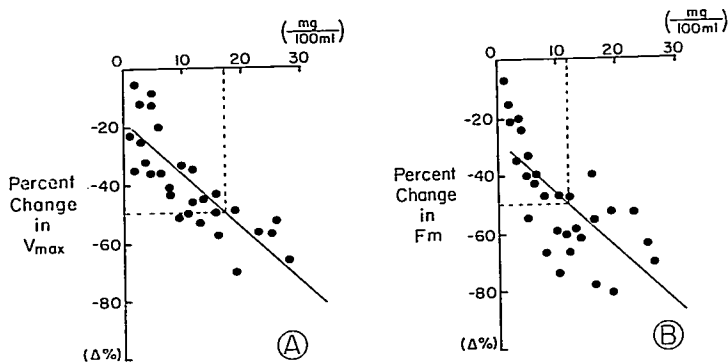 (mg/100ml)
0 10 20 30
-20
-40
-60
-80
(Δ%)
Percent
Change
in
Vmax
A
(mg/100ml)
0 10 20 30
-20
-40
-60
-80
Percent
Change
in
Fm
(Δ%)
B